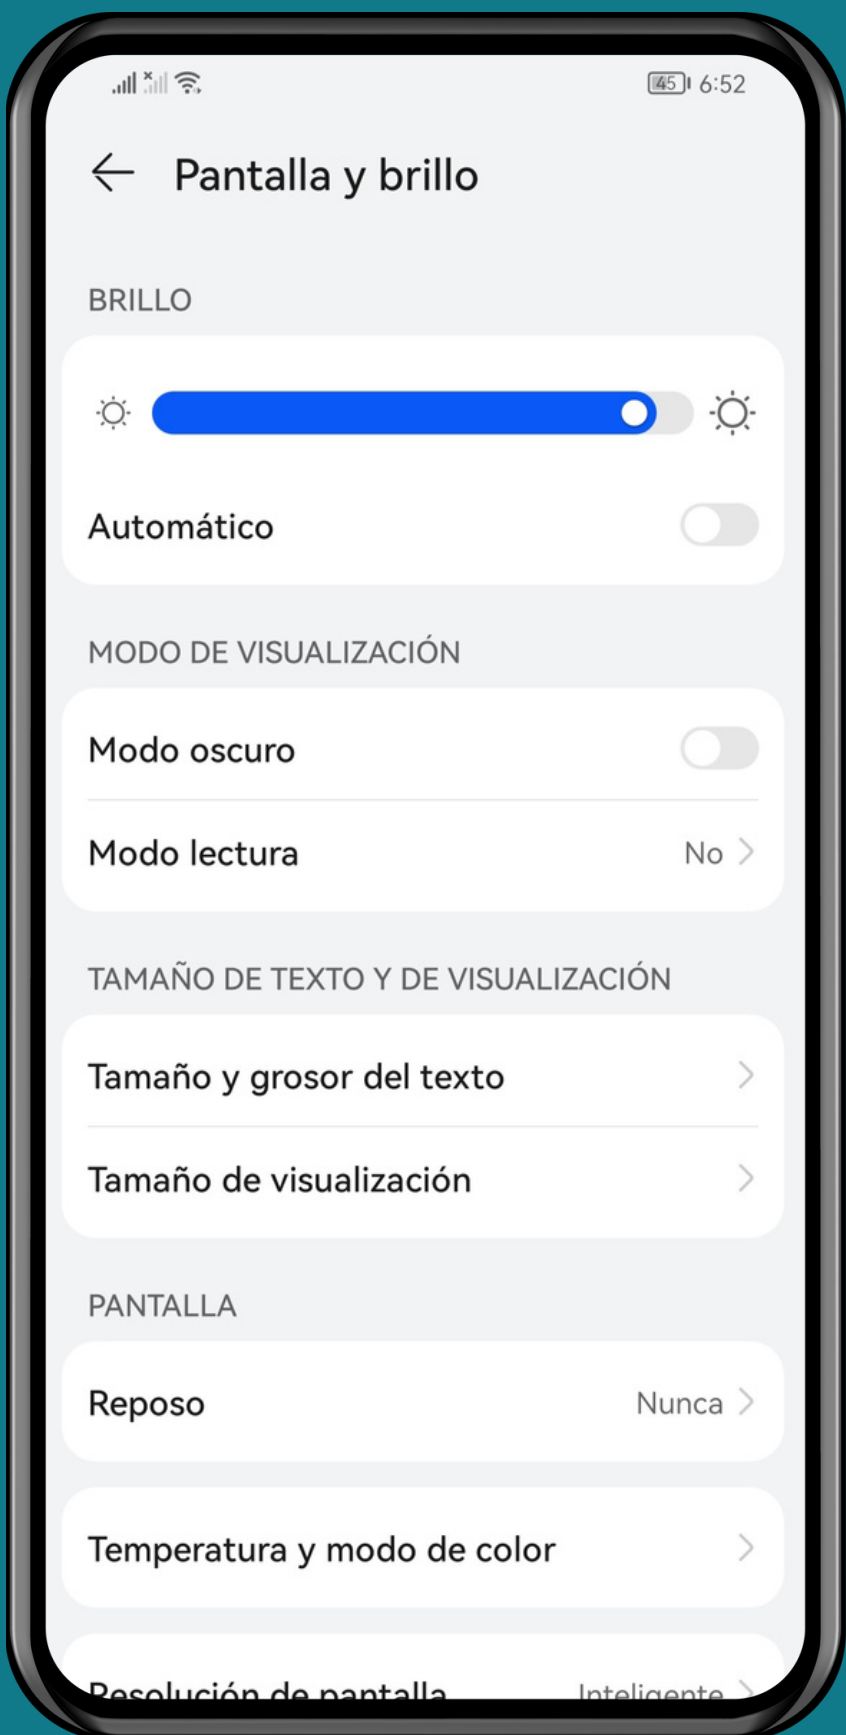 45 6:52
Pantalla y brillo
BRILLO
Automático
MODO DE VISUALIZACIÓN
Modo oscuro
Modo lectura No
TAMAÑO DE TEXTO Y DE VISUALIZACIÓN
Tamaño y grosor del texto
Tamaño de visualización
PANTALLA
Reposo Nunca
Temperatura y modo de color
Resolución de pantalla Inteligente